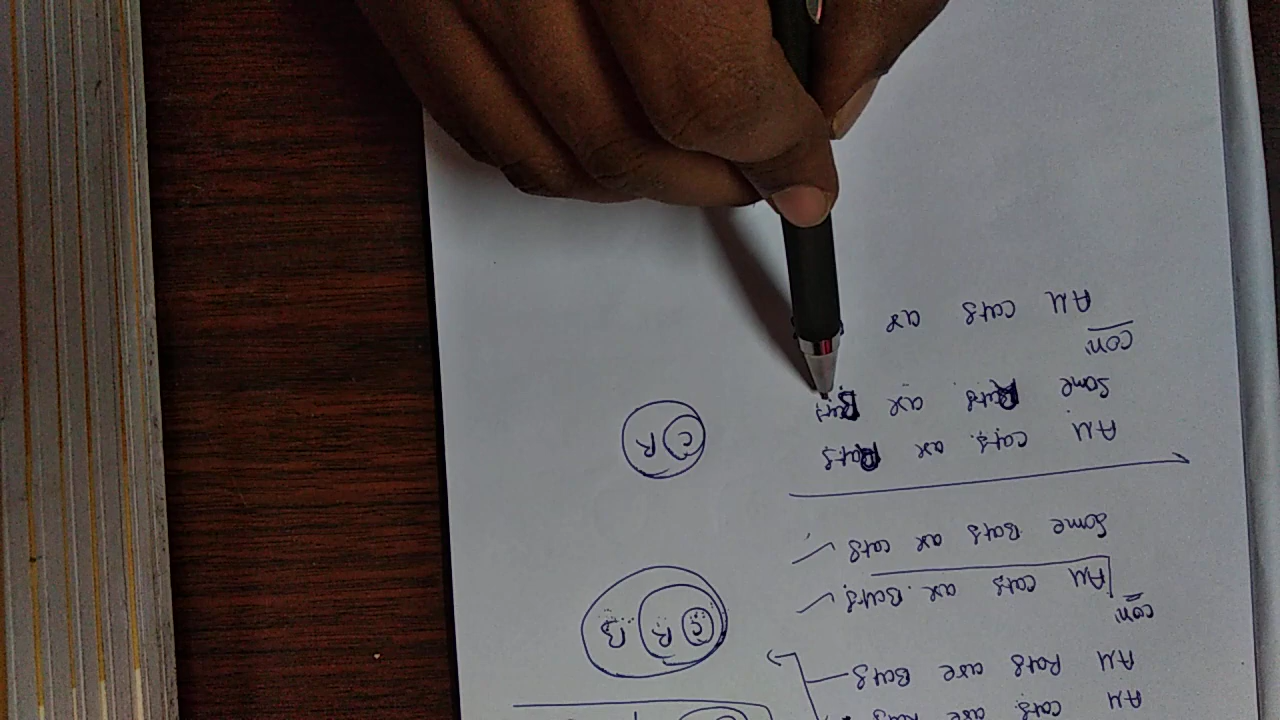 All cats are Rats
All Rats are Bats
con:
All cats are Bats
Some Bats are cats
C R B
All cats are Rats
Some Rats are Bats
C R
con:
All cats are